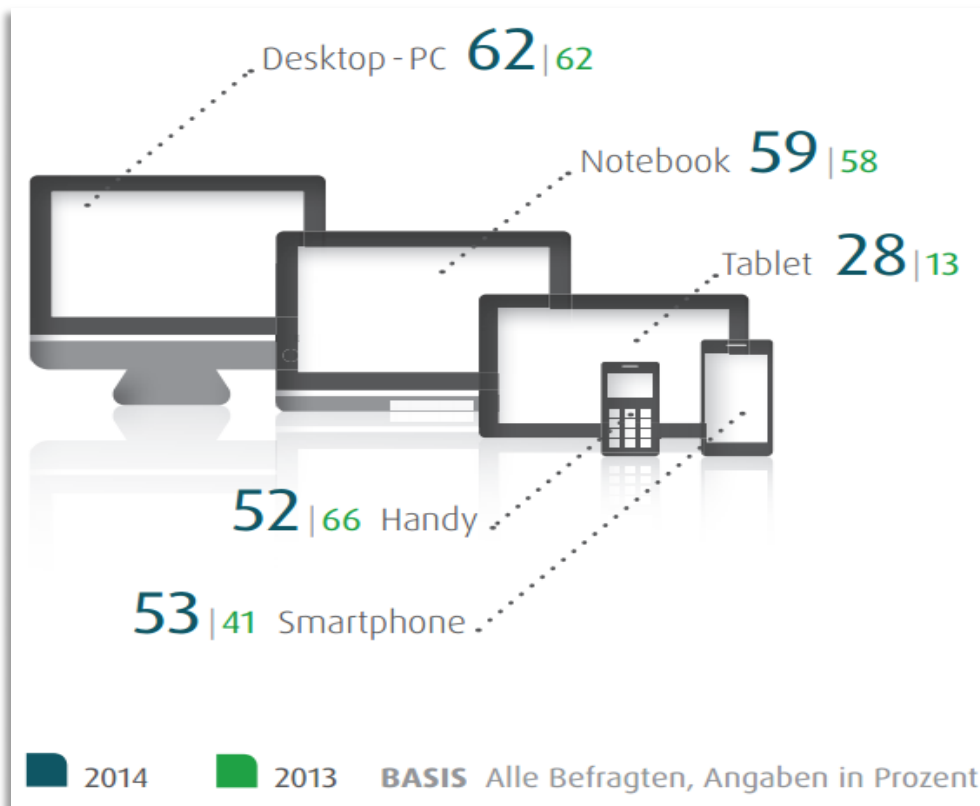 Desktop - PC 62|62
Notebook 59|58
Tablet 28|13
52|66 Handy
53|41 Smartphone
2014 2013 BASIS Alle Befragten, Angaben in Prozent